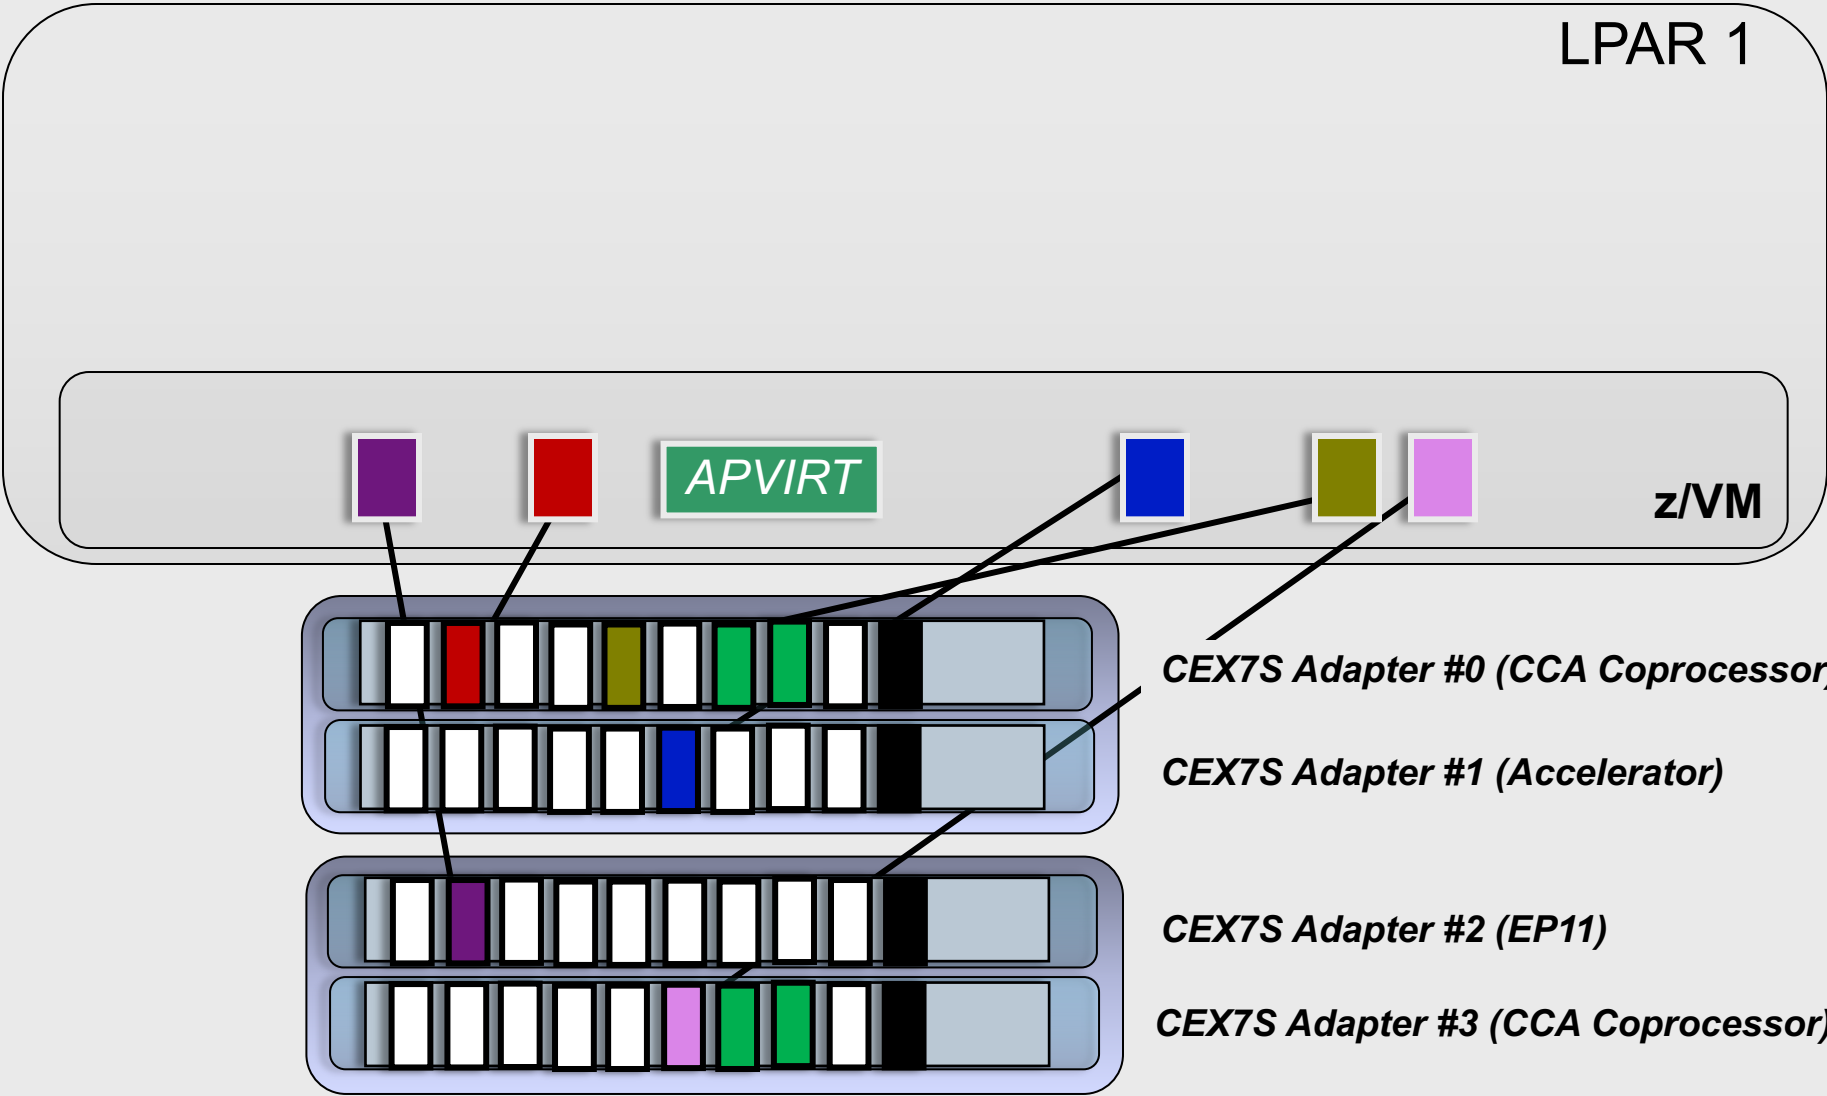 LPAR 1
APVIRT
z/VM
CEX7S Adapter #0 (CCA Coprocessor)
CEX7S Adapter #1 (Accelerator)
CEX7S Adapter #2 (EP11)
CEX7S Adapter #3 (CCA Coprocessor)